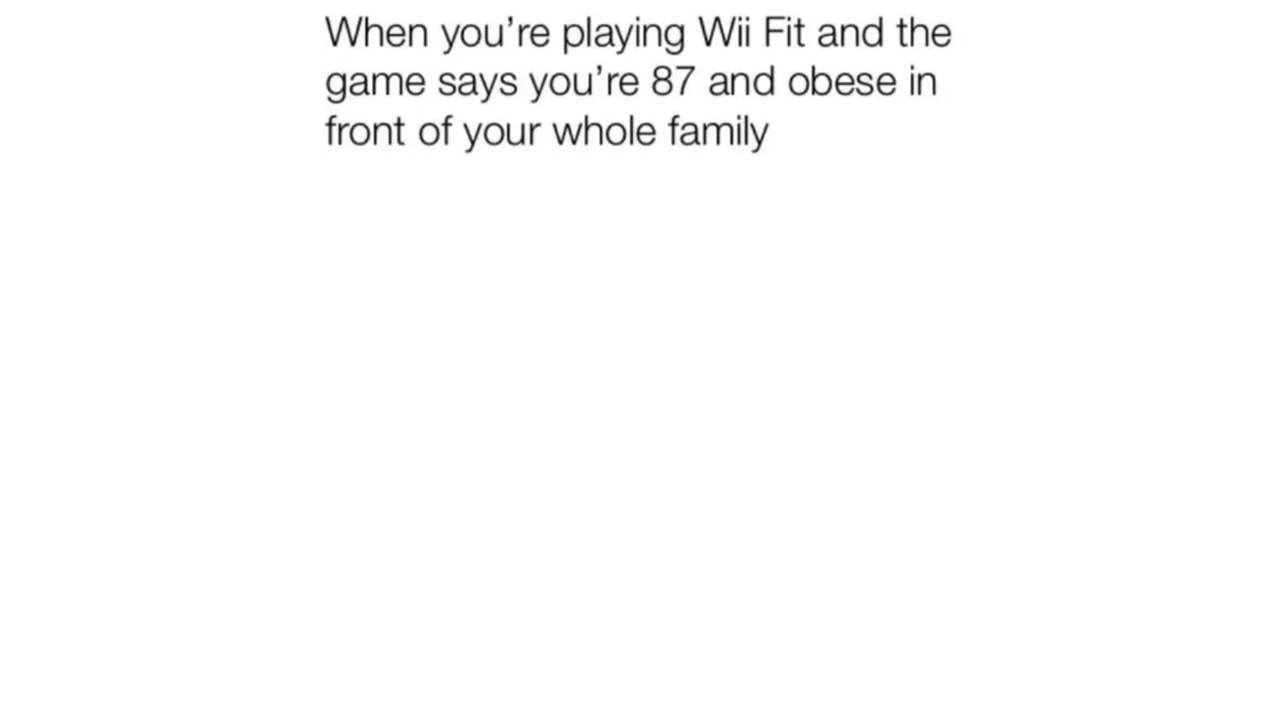 When you’re playing Wii Fit and the
game says you’re 87 and obese in
front of your whole family